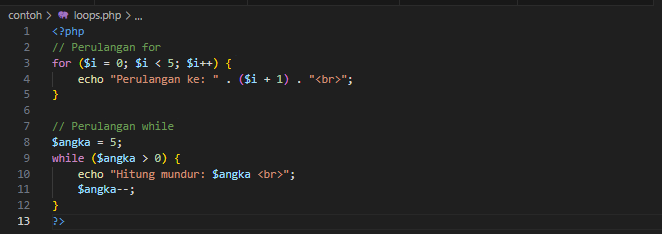 contoh > loops.php > ...
1 <?php
2 // Perulangan for
3 for ($i = 0; $i < 5; $i++) {
4     echo "Perulangan ke: " . ($i + 1) . "<br>";
5 }
6
7 // Perulangan while
8 $angka = 5;
9 while ($angka > 0) {
10     echo "Hitung mundur: $angka <br>";
11     $angka--;
12 }
13 ?>